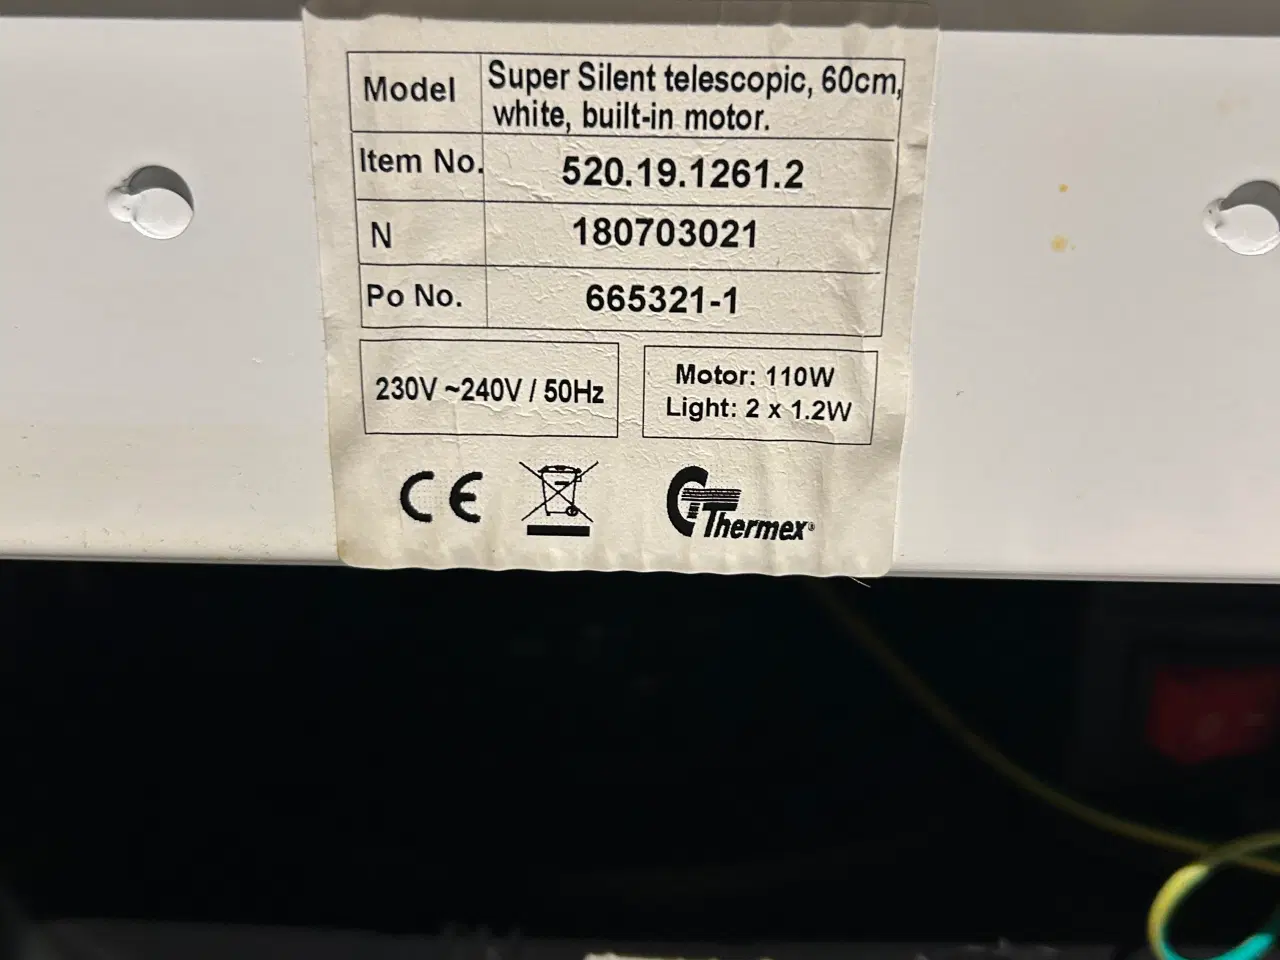 Model Super Silent telescopic, 60cm,
white, built-in motor.
Item No. 520.19.1261.2
N 180703021
Po No. 665321-1
230V ~240V / 50Hz
Motor: 110W
Light: 2 x 1.2W
CE
Thermex®